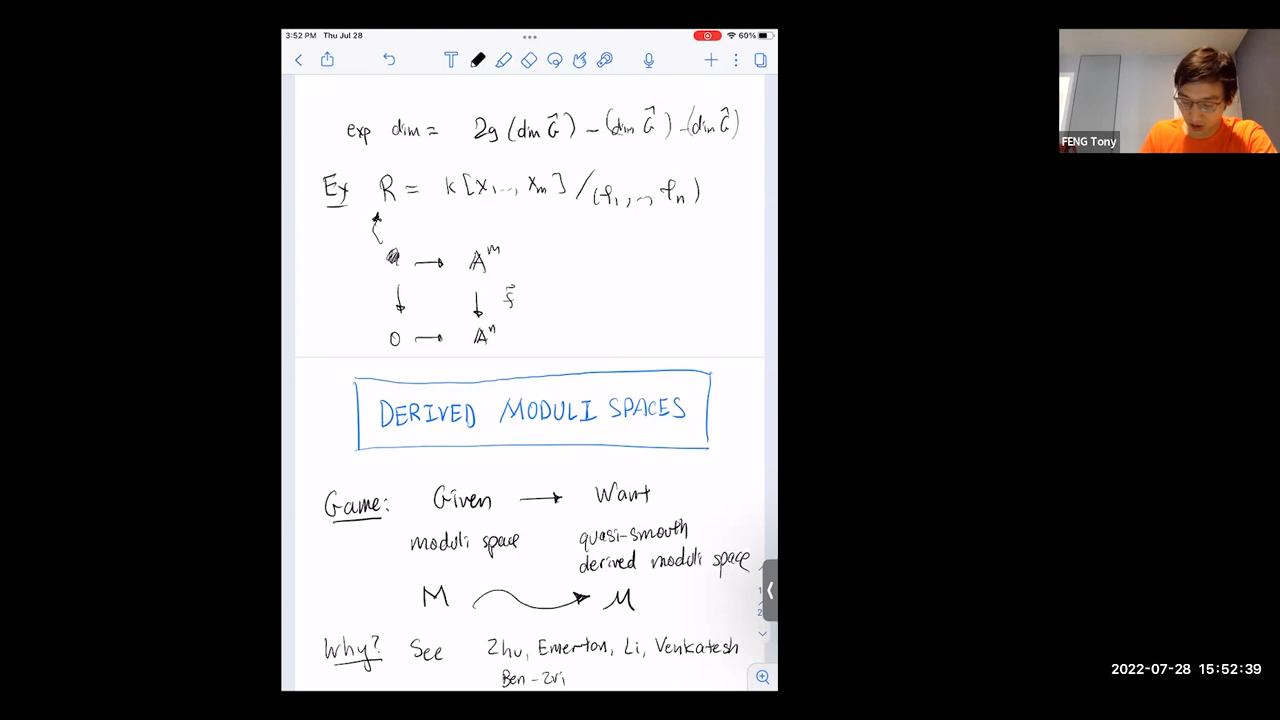 3:52 PM Thu Jul 28
60%
exp dim = 2g (dim Ĝ) - (dim Ĝ) - (dim Ĝ)
Ex R = k [x₁ ..., xₘ] / (f₁, ..., fₙ)
→ 𝔸ᵐ
↓ ↓ f⃗
0 → 𝔸ⁿ
DERIVED MODULI SPACES
Game: Given → Want
moduli space quasi-smooth derived moduli space
M ⟶ ℳ
Why? See Zhu, Emerton, Li, Venkatesh
Ben-Zvi
FENG Tony
2022-07-28 15:52:39